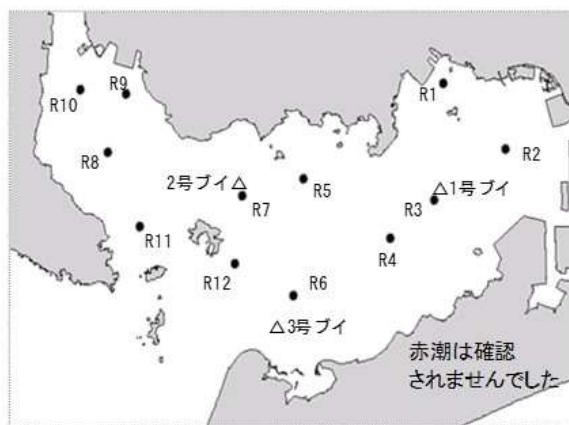 R9
R10
R1
R8
R2
2号ブイ△
R5
△1号ブイ
R7
R3
R11
R4
R12
R6
△3号ブイ
赤潮は確認
されませんでした